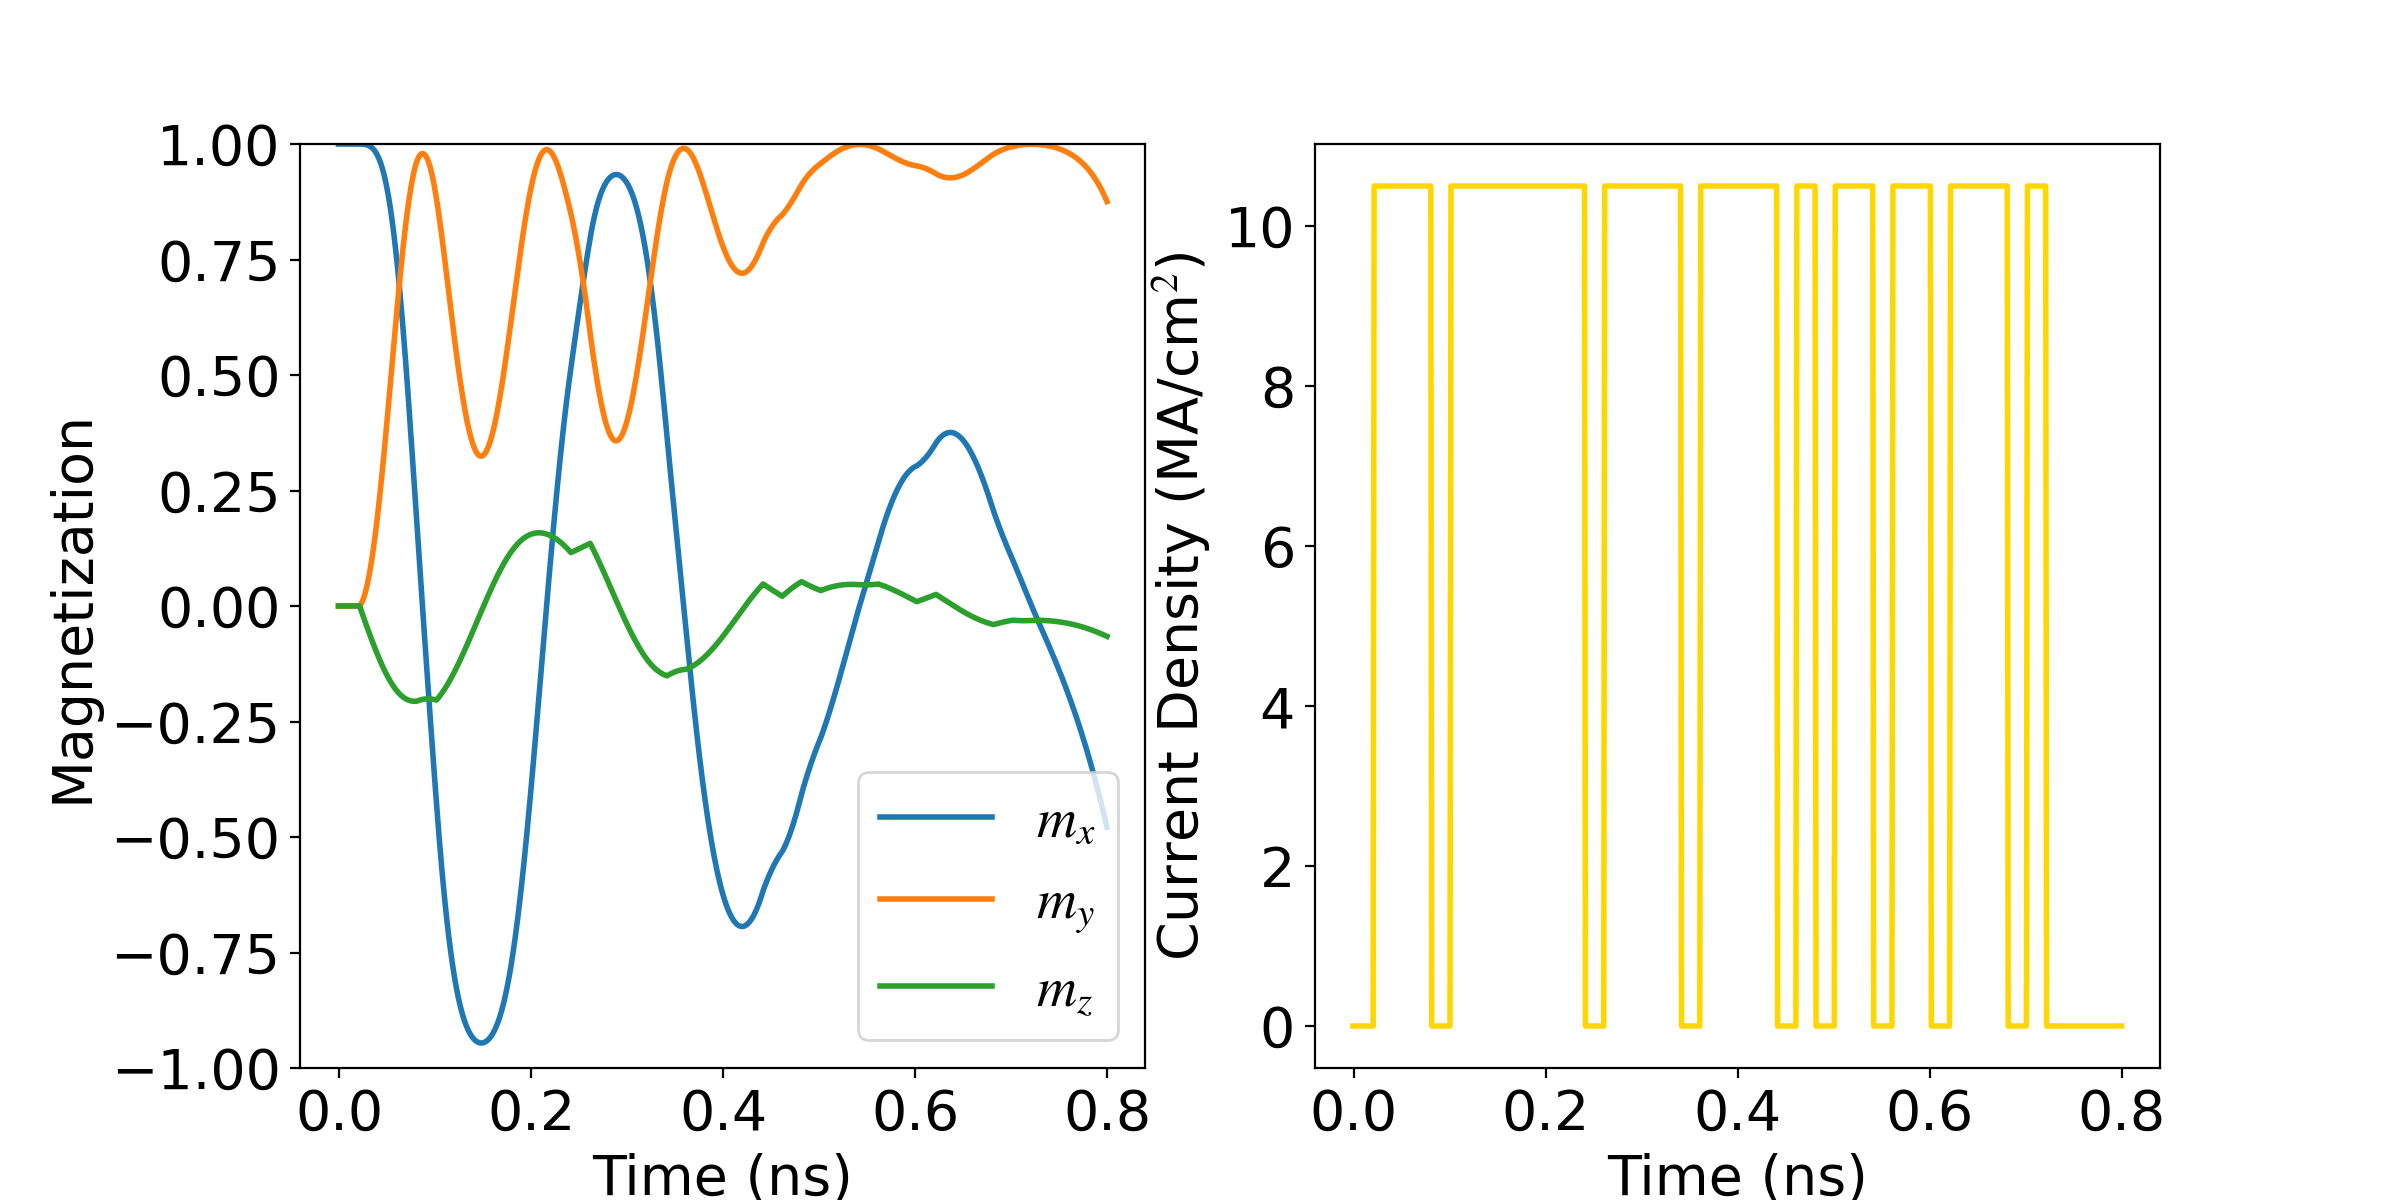 Magnetization
1.00
0.75
0.50
0.25
0.00
−0.25
−0.50
−0.75
−1.00
0.0 0.2 0.4 0.6 0.8
Time (ns)
m_x
m_y
m_z
Current Density (MA/cm²)
10
8
6
4
2
0
0.0 0.2 0.4 0.6 0.8
Time (ns)